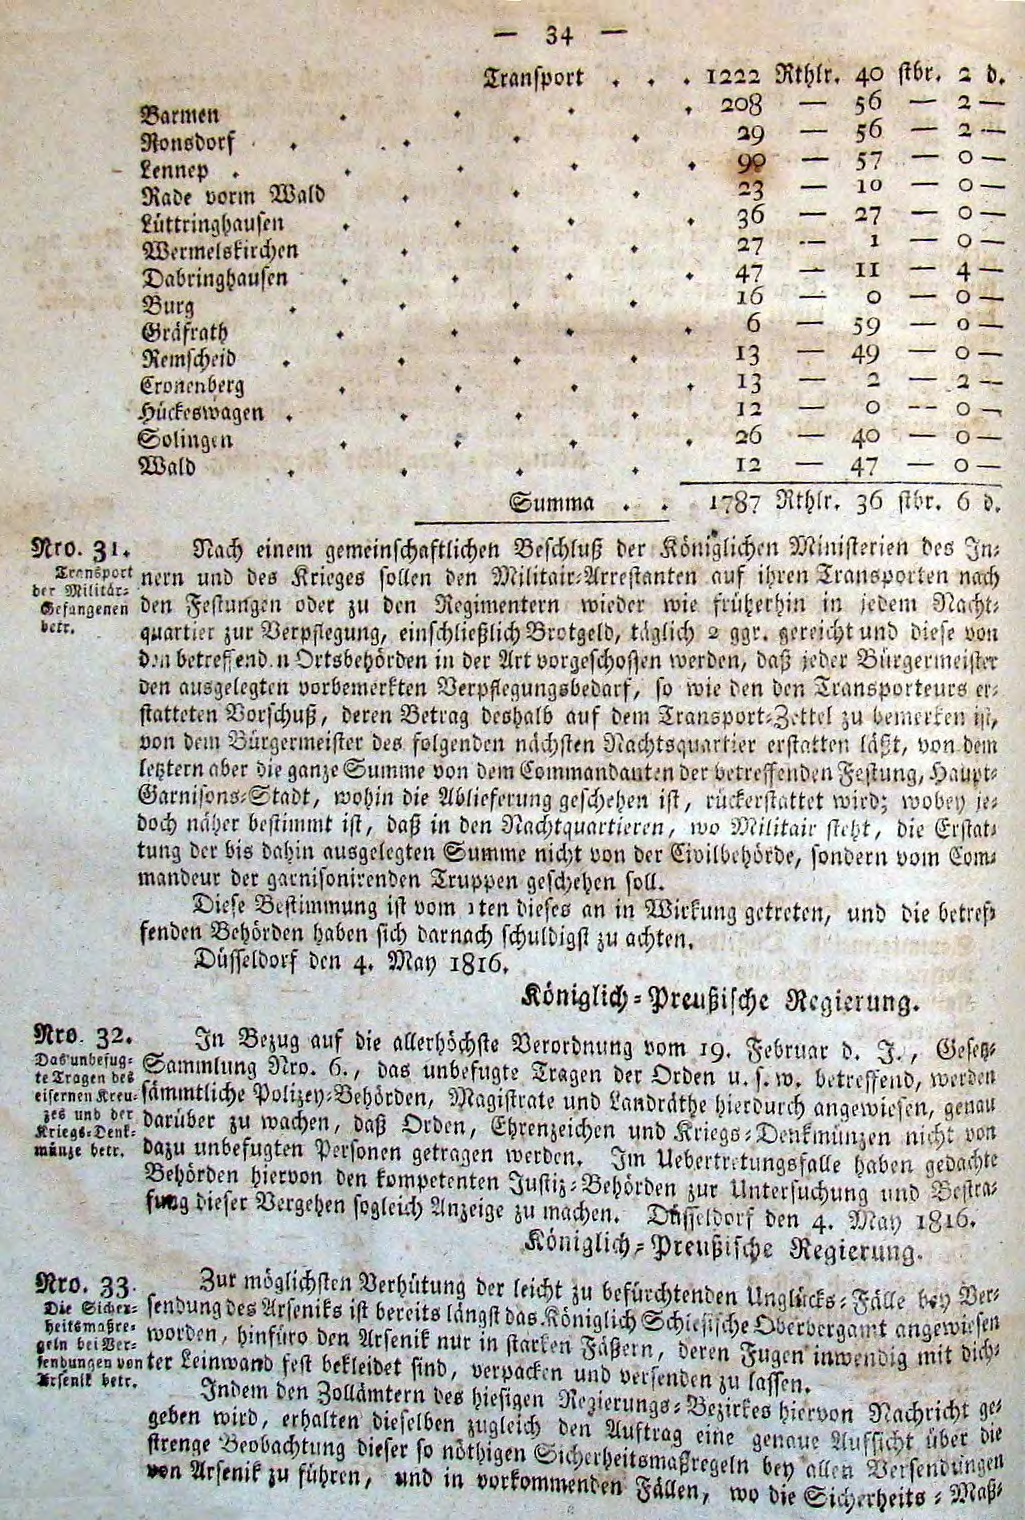 — 34 —
Transport . . . 1222 Rthlr. 40 stbr. 2 d.
Barmen . . . . 208 — 56 — 2 —
Ronsdorf . . . . 29 — 56 — 2 —
Lennep . . . . . 90 — 57 — 0 —
Rade vorm Wald . . . 23 — 10 — 0 —
Lüttringhausen . . . . 36 — 27 — 0 —
Wermelskirchen . . . 27 — 1 — 0 —
Dabringhausen . . . . 47 — 11 — 4 —
Burg . . . . 16 — 0 — 0 —
Gräfrath . . . . 6 — 59 — 0 —
Remscheid . . . . 13 — 49 — 0 —
Cronenberg . . . . 13 — 2 — 2 —
Hückeswagen . . . . 12 — 0 — 0 —
Solingen . . . . 26 — 40 — 0 —
Wald . . . . 12 — 47 — 0 —
Summa . . 1787 Rthlr. 36 stbr. 6 d.
Nro. 31.
Transport
der Militär-
Gefangenen
betr.
Nach einem gemeinschaftlichen Beschluß der Königlichen Ministerien des In-
nern und des Krieges sollen den Militair-Arrestanten auf ihren Transporten nach
den Festungen oder zu den Regimentern wieder wie früherhin in jedem Nacht-
quartier zur Verpflegung, einschließlich Brotgeld, täglich 2 ggr. gereicht und diese von
den betreffenden Ortsbehörden in der Art vorgeschossen werden, daß jeder Bürgermeister
den ausgelegten vorbemerkten Verpflegungsbedarf, so wie den den Transporteurs er-
statteten Vorschuß, deren Betrag deshalb auf dem Transport-Zettel zu bemerken ist,
von dem Bürgermeister des folgenden nächsten Nachtsquartier erstatten läßt, von dem
letztern aber die ganze Summe von dem Commandanten der betreffenden Festung, Haupt-
Garnisons-Stadt, wohin die Ablieferung geschehen ist, rückerstattet wird; wobey je-
doch näher bestimmt ist, daß in den Nachtquartieren, wo Militair steht, die Erstat-
tung der bis dahin ausgelegten Summe nicht von der Civilbehörde, sondern vom Com-
mandeur der garnisonirenden Truppen geschehen soll.
Diese Bestimmung ist vom 1ten dieses an in Wirkung getreten, und die betref-
fenden Behörden haben sich darnach schuldigst zu achten.
Düsseldorf den 4. May 1816.
Königlich-Preußische Regierung.
Nro. 32.
Das unbefug-
te Tragen des
eisernen Kreu-
zes und der
Kriegs-Denk-
münze betr.
In Bezug auf die allerhöchste Verordnung vom 19. Februar d. J., Gesetz-
Sammlung Nro. 6., das unbefugte Tragen der Orden u. s. w. betreffend, werden
sämmtliche Polizey-Behörden, Magistrate und Landräthe hierdurch angewiesen, genau
darüber zu wachen, daß Orden, Ehrenzeichen und Kriegs-Denkmünzen nicht von
dazu unbefugten Personen getragen werden. Im Uebertretungsfalle haben gedachte
Behörden hiervon den kompetenten Justiz-Behörden zur Untersuchung und Bestra-
fung dieser Vergehen sogleich Anzeige zu machen. Düsseldorf den 4. May 1816.
Königlich-Preußische Regierung.
Nro. 33.
Die Sicher-
heitsmaßre-
geln bei Ver-
sendungen von
Arsenik betr.
Zur möglichsten Verhütung der leicht zu befürchtenden Unglücks-Fälle bey Ver-
sendung des Arseniks ist bereits längst das Königlich Schlesische Oberbergamt angewiesen
worden, hinfüro den Arsenik nur in starken Fäßern, deren Fugen inwendig mit dich-
ter Leinwand fest bekleidet sind, verpacken und versenden zu lassen.
Indem den Zollämtern des hiesigen Regierungs-Bezirkes hiervon Nachricht ge-
geben wird, erhalten dieselben zugleich den Auftrag eine genaue Aufsicht über die
strenge Beobachtung dieser so nöthigen Sicherheitsmaßregeln bey allen Versendungen
von Arsenik zu führen, und in vorkommenden Fällen, wo die Sicherheits-Maß-